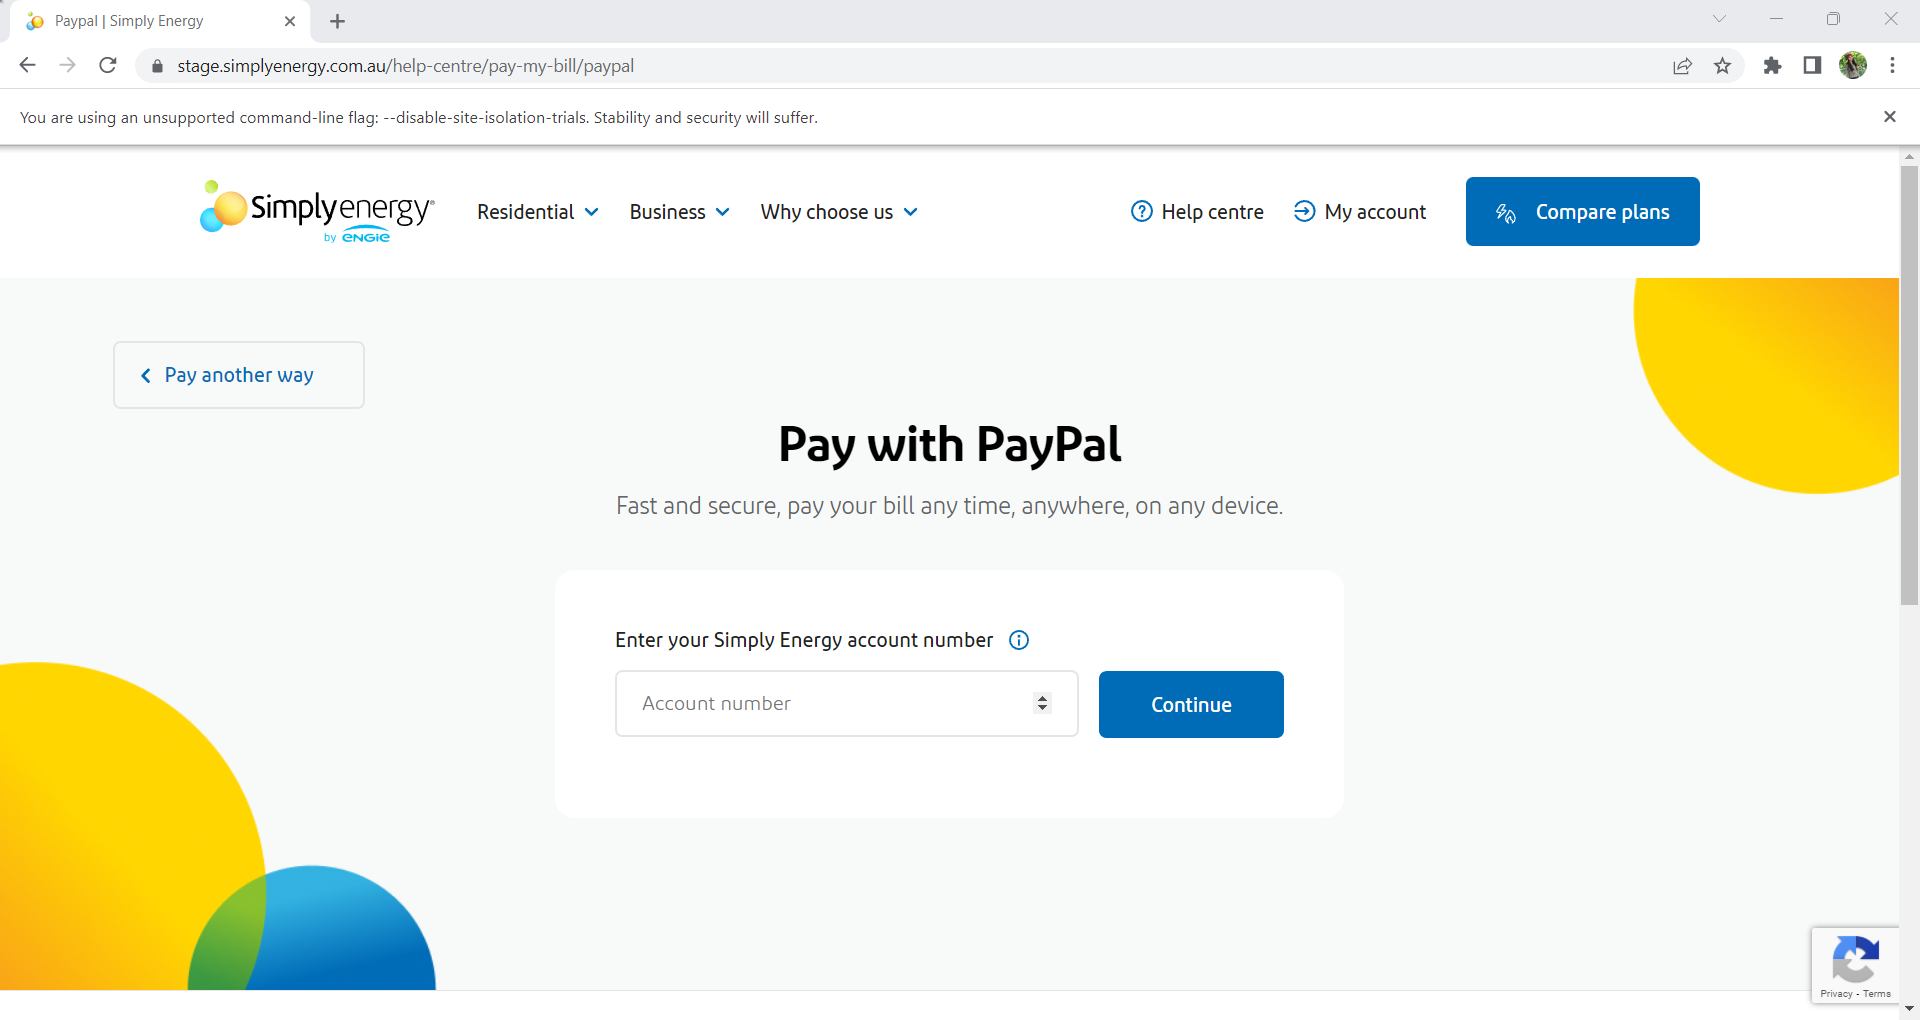 Paypal | Simply Energy
stage.simplyenergy.com.au/help-centre/pay-my-bill/paypal
You are using an unsupported command-line flag: --disable-site-isolation-trials. Stability and security will suffer.
Simplyenergy®
by ENGIE
Residential
Business
Why choose us
Help centre
My account
Compare plans
Pay another way
Pay with PayPal
Fast and secure, pay your bill any time, anywhere, on any device.
Enter your Simply Energy account number
Account number
Continue
Privacy - Terms